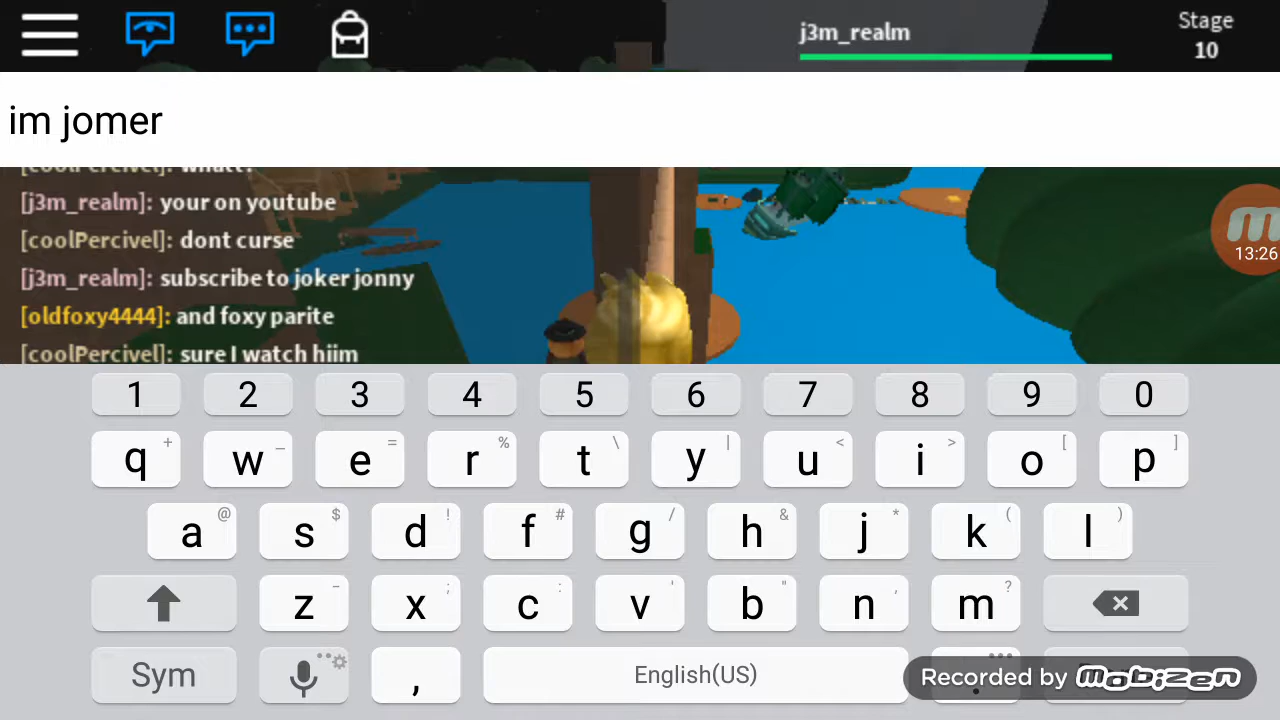 j3m_realm
Stage
10
im jomer
[coolPercivel]: whatt?
[j3m_realm]: your on youtube
[coolPercivel]: dont curse
[j3m_realm]: subscribe to joker jonny
[oldfoxy4444]: and foxy parite
[coolPercivel]: sure I watch hiim
13:26
1 2 3 4 5 6 7 8 9 0
q + w _ e = r % t \ y | u < i > o [ p ]
a @ s $ d ! f # g / h & j * k ( l )
z - x ; c : v ' b " n , m ?
Sym , English(US) .
Recorded by mobizen